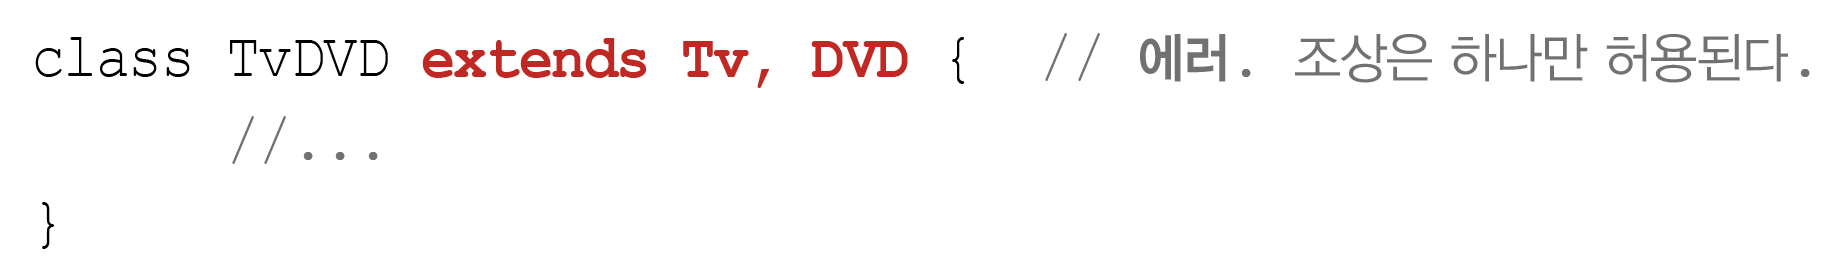 class TvDVD extends Tv, DVD {  // 에러. 조상은 하나만 허용된다.
      //...
}